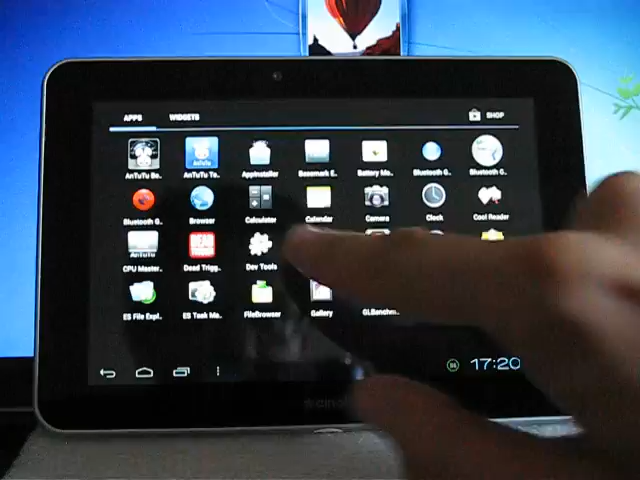 APPS WIDGETS SHOP
AnTuTu Be.. AnTuTu Te.. AppInstaller Basemark E.. Battery Mo.. Bluetooth G.. Bluetooth G..
Bluetooth G.. Browser Calculator Calendar Camera Clock Cool Reader
CPU Master.. Dead Trigg.. Dev Tools
ES File Expl.. ES Task Ma.. FileBrowser Gallery GLBenchm..
17:20